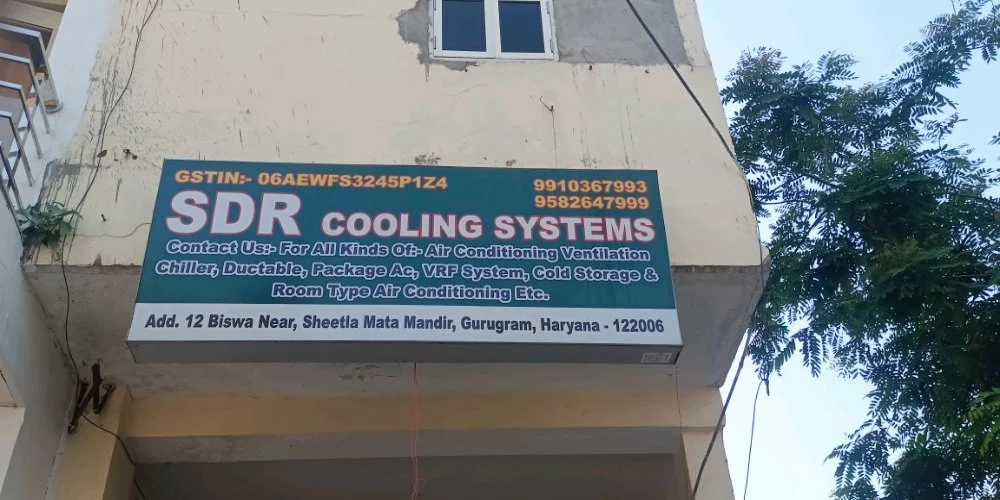 GSTIN:- 06AEWFS3245P1Z4
9910367993
9582647999
SDR COOLING SYSTEMS
Contact Us:- For All Kinds Of:- Air Conditioning Ventilation
Chiller, Ductable, Package Ac, VRF System, Cold Storage &
Room Type Air Conditioning Etc.
Add. 12 Biswa Near, Sheetla Mata Mandir, Gurugram, Haryana - 122006